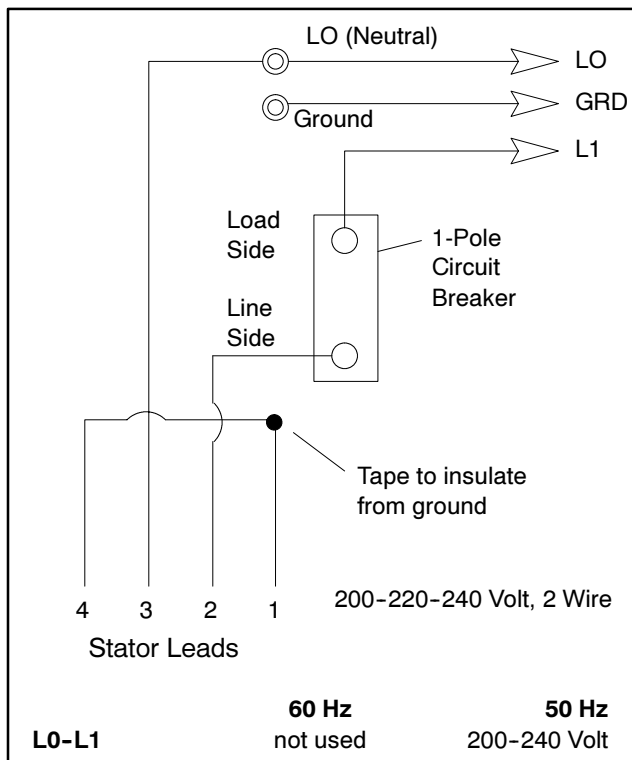 LO (Neutral)
LO
GRD
Ground
L1
Load
Side
1-Pole
Circuit
Breaker
Line
Side
Tape to insulate
from ground
4 3 2 1
200-220-240 Volt, 2 Wire
Stator Leads
60 Hz 50 Hz
L0-L1 not used 200-240 Volt